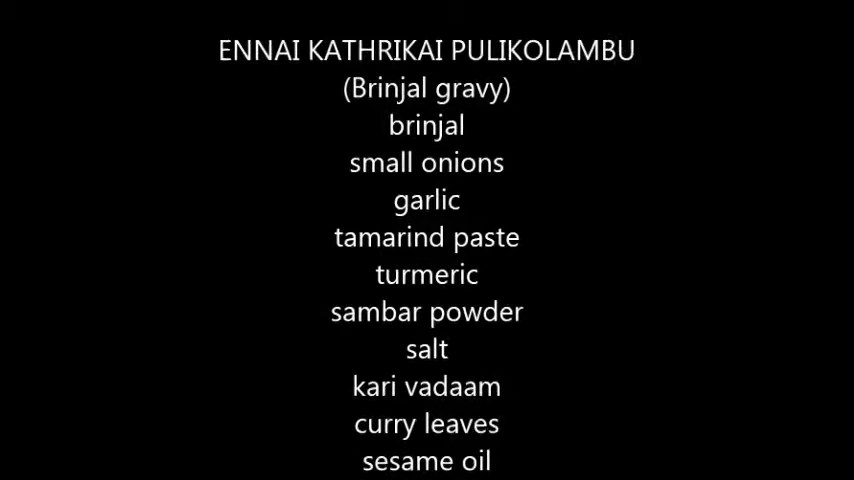 ENNAI KATHRIKAI PULIKOLAMBU
(Brinjal gravy)
brinjal
small onions
garlic
tamarind paste
turmeric
sambar powder
salt
kari vadaam
curry leaves
sesame oil